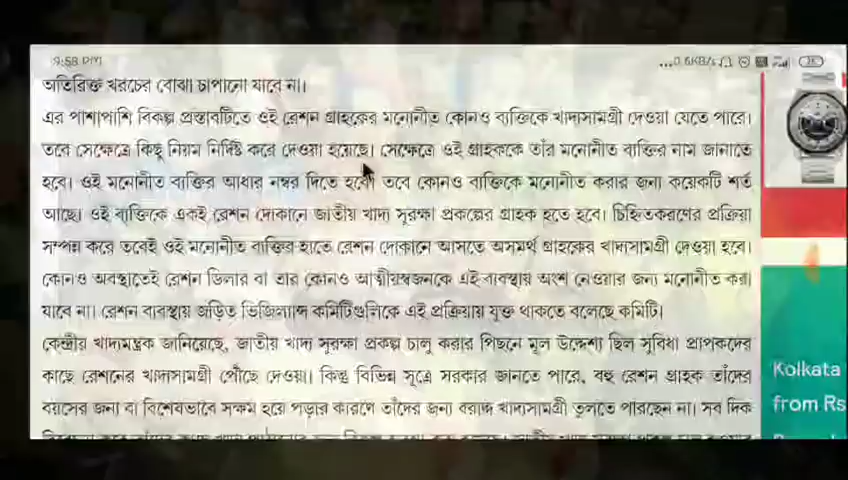 9:58 PM
...0.6KB/s
অতিরিক্ত খরচের বোঝা চাপানো যাবে না।
এর পাশাপাশি বিকল্প প্রস্তাবটিতে ওই রেশন গ্রাহকের মনোনীত কোনও ব্যক্তিকে খাদ্যসামগ্রী দেওয়া যেতে পারে।
তবে সেক্ষেত্রে কিছু নিয়ম নির্দিষ্ট করে দেওয়া হয়েছে। সেক্ষেত্রে ওই গ্রাহককে তাঁর মনোনীত ব্যক্তির নাম জানাতে
হবে। ওই মনোনীত ব্যক্তির আধার নম্বর দিতে হবে। তবে কোনও ব্যক্তিকে মনোনীত করার জন্য কয়েকটি শর্ত
আছে। ওই ব্যক্তিকে একই রেশন দোকানে জাতীয় খাদ্য সুরক্ষা প্রকল্পের গ্রাহক হতে হবে। চিহ্নিতকরণের প্রক্রিয়া
সম্পন্ন করে তবেই ওই মনোনীত ব্যক্তির হাতে রেশন দোকানে আসতে অসমর্থ গ্রাহকের খাদ্যসামগ্রী দেওয়া হবে।
কোনও অবস্থাতেই রেশন ডিলার বা তার কোনও আত্মীয়স্বজনকে এই ব্যবস্থায় অংশ নেওয়ার জন্য মনোনীত করা
যাবে না। রেশন ব্যবস্থায় জড়িত ভিজিল্যান্স কমিটিগুলিকে এই প্রক্রিয়ায় যুক্ত থাকতে বলেছে কমিটি।
কেন্দ্রীয় খাদ্যমন্ত্রক জানিয়েছে, জাতীয় খাদ্য সুরক্ষা প্রকল্প চালু করার পিছনে মূল উদ্দেশ্য ছিল সুবিধা প্রাপকদের
কাছে রেশনের খাদ্যসামগ্রী পৌঁছে দেওয়া। কিন্তু বিভিন্ন সূত্রে সরকার জানতে পারে, বহু রেশন গ্রাহক তাঁদের
বয়সের জন্য বা বিশেষভাবে সক্ষম হয়ে পড়ার কারণে তাঁদের জন্য বরাদ্দ খাদ্যসামগ্রী তুলতে পারছেন না। সব দিক
Kolkata
from Rs